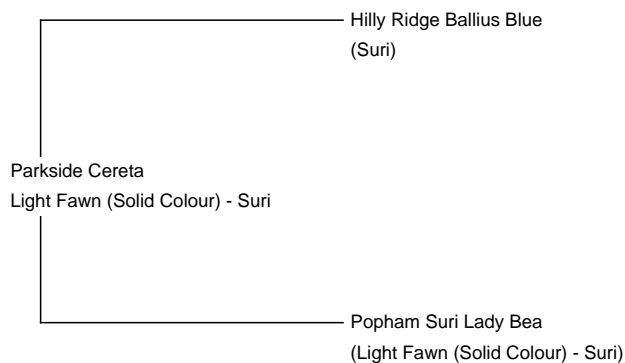 Hilly Ridge Ballius Blue
(Suri)
Parkside Cereta
Light Fawn (Solid Colour) - Suri
Popham Suri Lady Bea
(Light Fawn (Solid Colour) - Suri)